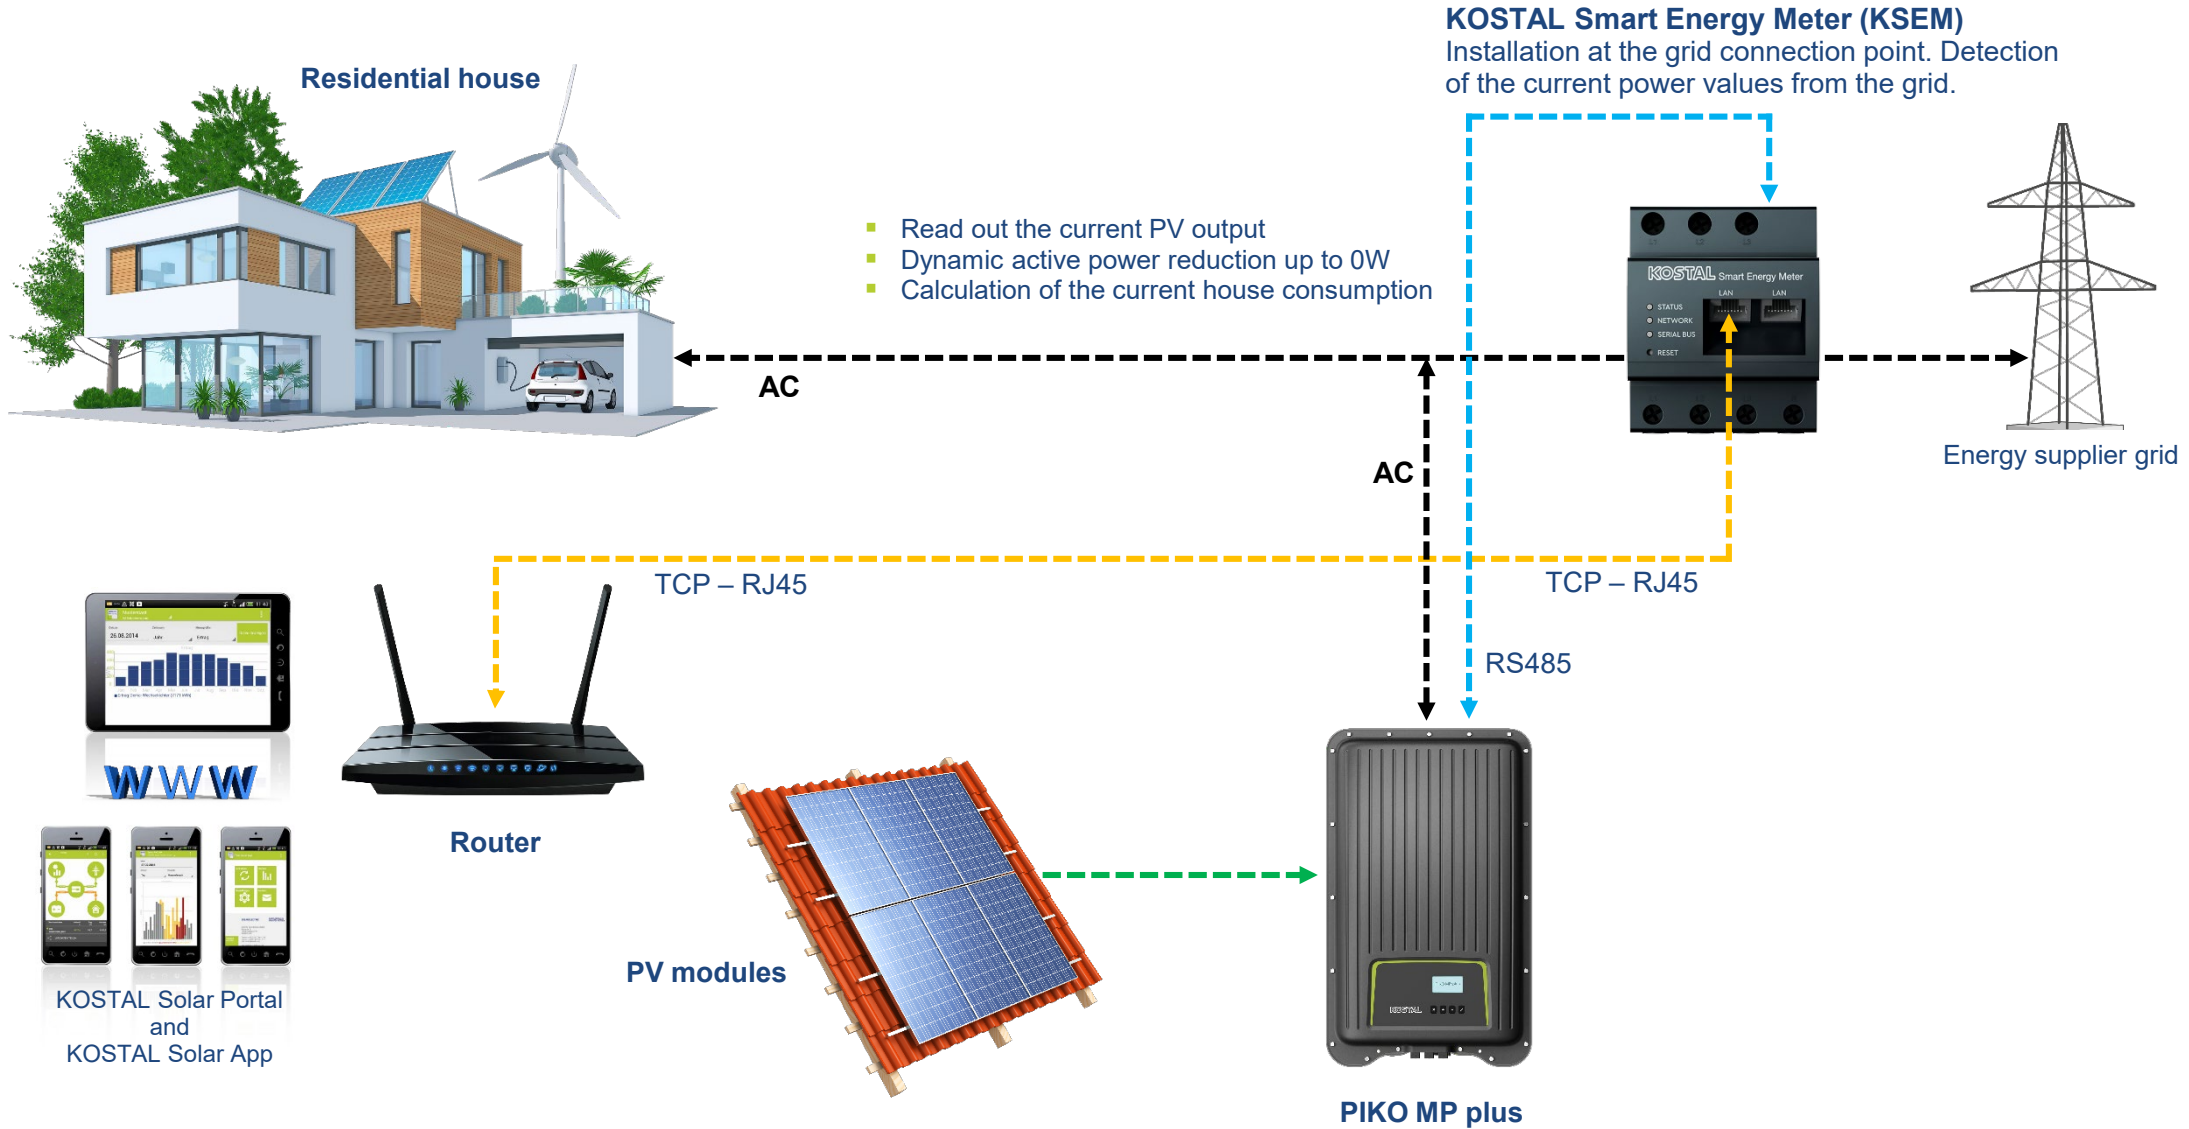 KOSTAL Smart Energy Meter (KSEM)
Installation at the grid connection point. Detection
of the current power values from the grid.
Residential house
Read out the current PV output
Dynamic active power reduction up to 0W
Calculation of the current house consumption
KOSTAL Smart Energy Meter
LAN
LAN
STATUS
NETWORK
SERIAL BUS
RESET
AC
Energy supplier grid
AC
TCP – RJ45
TCP – RJ45
RS485
26.08.2014
WWW
Router
PV modules
KOSTAL Solar Portal
and
KOSTAL Solar App
KOSTAL
PIKO MP plus